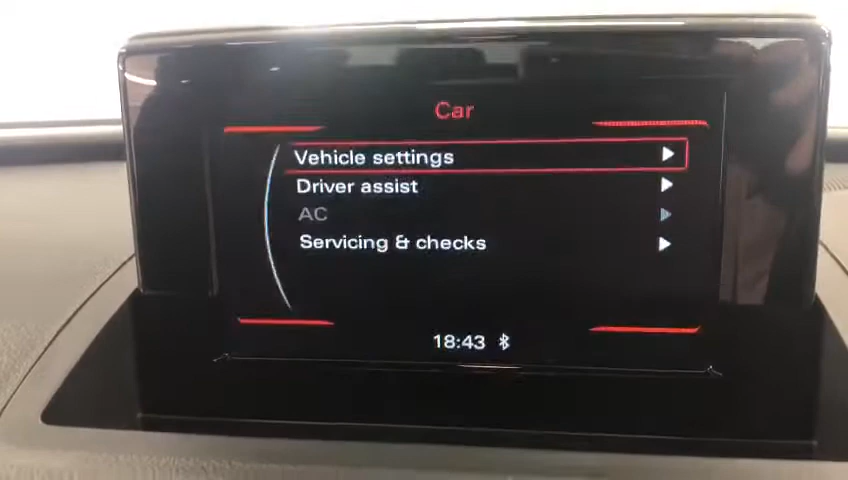 Car
Vehicle settings
Driver assist
AC
Servicing & checks
18:43